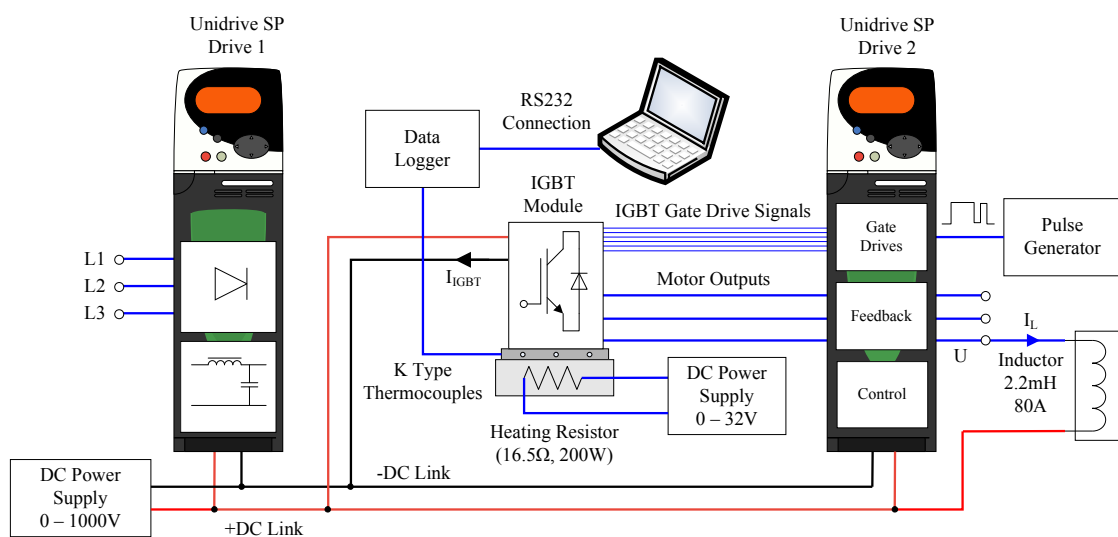 Unidrive SP
Drive 1
Unidrive SP
Drive 2
RS232
Connection
Data
Logger
IGBT
Module
IGBT Gate Drive Signals
Gate
Drives
Pulse
Generator
L1
L2
L3
I_IGBT
Motor Outputs
Feedback
I_L
U
Inductor
2.2mH
80A
K Type
Thermocouples
DC Power
Supply
0 – 32V
Control
Heating Resistor
(16.5Ω, 200W)
DC Power
Supply
0 – 1000V
-DC Link
+DC Link